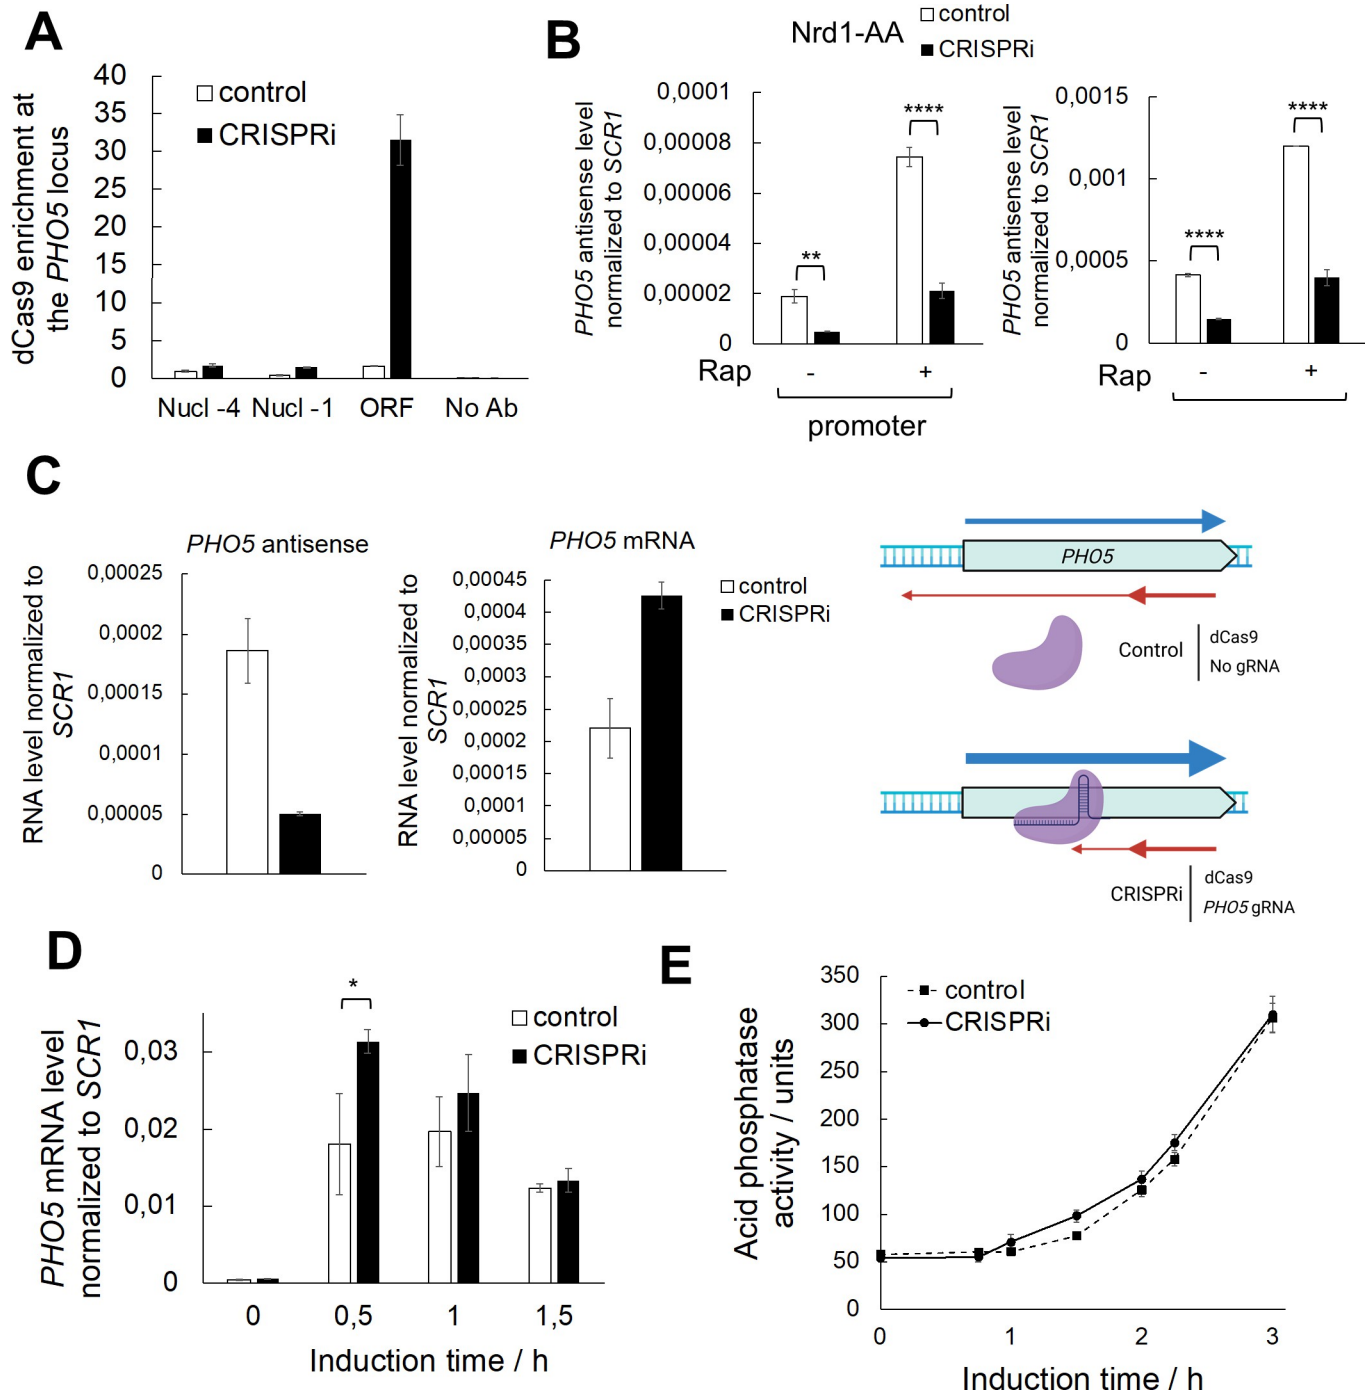 A
dCas9 enrichment at
the PHO5 locus
40
35
30
25
20
15
10
5
0
control
CRISPRi
Nucl -4 Nucl -1 ORF No Ab
B
Nrd1-AA
control
CRISPRi
PHO5 antisense level
normalized to SCR1
0,0001
0,00008
0,00006
0,00004
0,00002
0
**
****
Rap - +
promoter
PHO5 antisense level
normalized to SCR1
0,0015
0,001
0,0005
0
****
****
Rap - +
C
PHO5 antisense
RNA level normalized to
SCR1
0,00025
0,0002
0,00015
0,0001
0,00005
0
PHO5 mRNA
RNA level normalized to
SCR1
0,00045
0,0004
0,00035
0,0003
0,00025
0,0002
0,00015
0,0001
0,00005
0
control
CRISPRi
PHO5
Control
dCas9
No gRNA
CRISPRi
dCas9
PHO5 gRNA
D
PHO5 mRNA level
normalized to SCR1
0,03
0,02
0,01
0
*
control
CRISPRi
0 0,5 1 1,5
Induction time / h
E
Acid phosphatase
activity / units
350
300
250
200
150
100
50
0
control
CRISPRi
0 1 2 3
Induction time / h